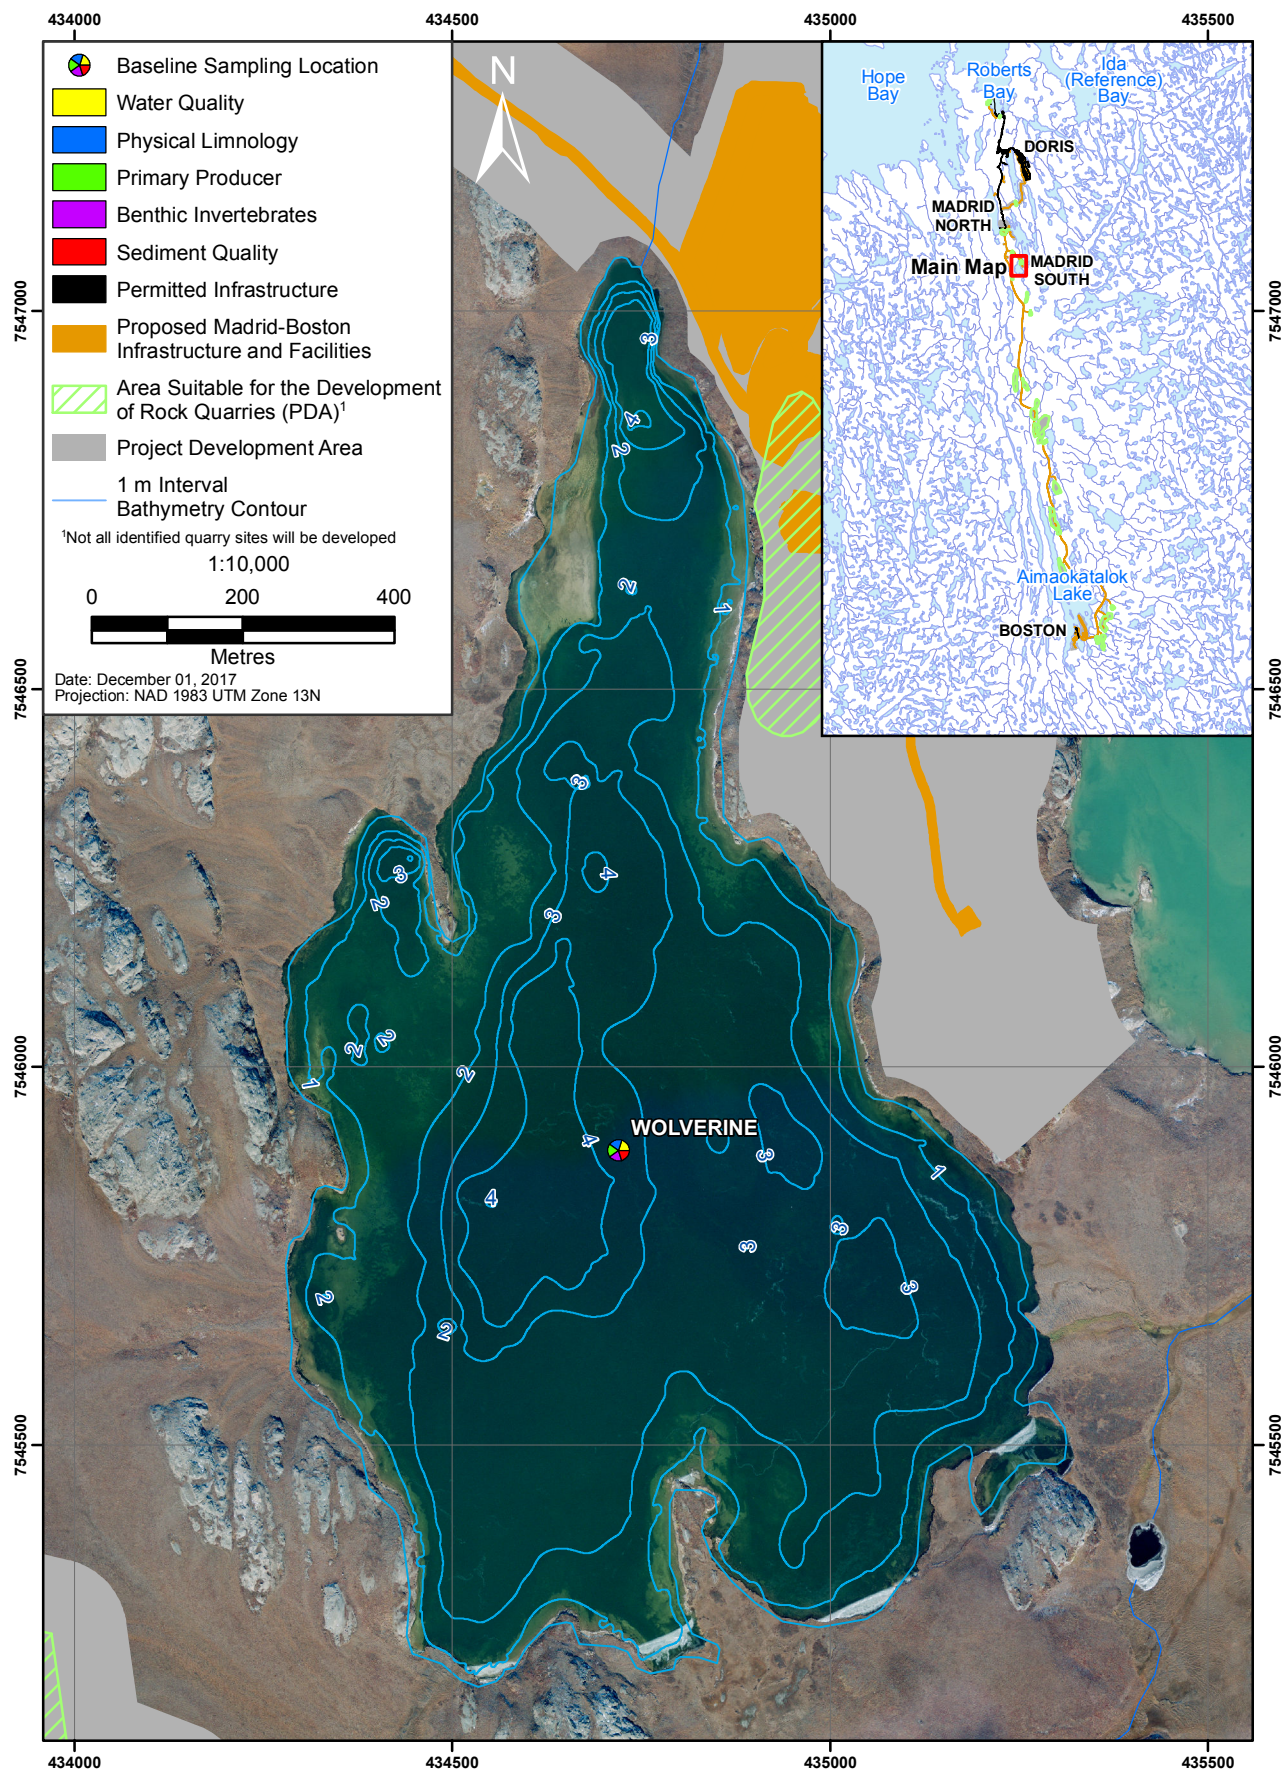 434000
434500
435000
435500
Baseline Sampling Location
Water Quality
Physical Limnology
Primary Producer
Benthic Invertebrates
Sediment Quality
Permitted Infrastructure
Proposed Madrid-Boston
Infrastructure and Facilities
Area Suitable for the Development
of Rock Quarries (PDA)¹
Project Development Area
1 m Interval
Bathymetry Contour
¹Not all identified quarry sites will be developed
1:10,000
0
200
400
Metres
Date: December 01, 2017
Projection: NAD 1983 UTM Zone 13N
N
Hope
Bay
Roberts
Bay
Ida
(Reference)
Bay
DORIS
MADRID
NORTH
Main Map
MADRID
SOUTH
Aimaokatalok
Lake
BOSTON
7547000
7547000
7546500
7546500
7546000
7546000
7545500
7545500
3
4
2
2
1
3
4
3
3
2
2
2
1
2
4
4
WOLVERINE
3
1
3
3
3
2
2
434000
434500
435000
435500